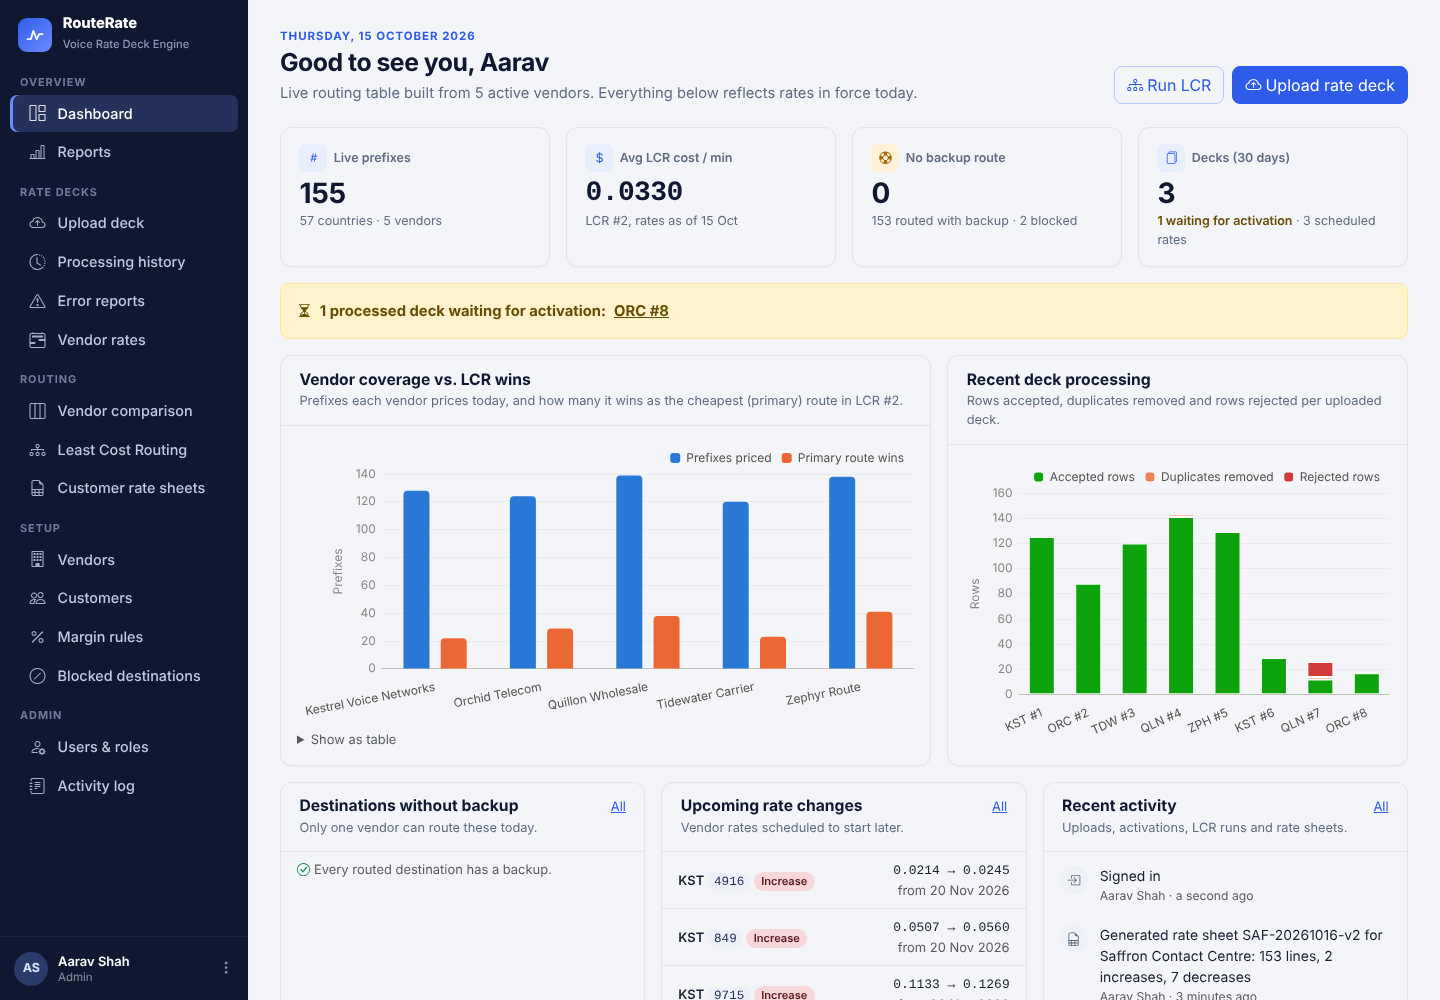 RouteRate
Voice Rate Deck Engine
OVERVIEW
Dashboard
Reports
RATE DECKS
Upload deck
Processing history
Error reports
Vendor rates
ROUTING
Vendor comparison
Least Cost Routing
Customer rate sheets
SETUP
Vendors
Customers
Margin rules
Blocked destinations
ADMIN
Users & roles
Activity log
AS
Aarav Shah
Admin
THURSDAY, 15 OCTOBER 2026
Good to see you, Aarav
Live routing table built from 5 active vendors. Everything below reflects rates in force today.
Run LCR
Upload rate deck
# Live prefixes
155
57 countries · 5 vendors
$ Avg LCR cost / min
0.0330
LCR #2, rates as of 15 Oct
No backup route
0
153 routed with backup · 2 blocked
Decks (30 days)
3
1 waiting for activation · 3 scheduled
rates
1 processed deck waiting for activation: ORC #8
Vendor coverage vs. LCR wins
Prefixes each vendor prices today, and how many it wins as the cheapest (primary) route in LCR #2.
Prefixes priced
Primary route wins
Prefixes
140
120
100
80
60
40
20
0
Kestrel Voice Networks
Orchid Telecom
Quillon Wholesale
Tidewater Carrier
Zephyr Route
Show as table
Recent deck processing
Rows accepted, duplicates removed and rows rejected per uploaded
deck.
Accepted rows
Duplicates removed
Rejected rows
Rows
160
140
120
100
80
60
40
20
0
KST #1
ORC #2
TDW #3
QLN #4
ZPH #5
KST #6
QLN #7
ORC #8
Destinations without backup
All
Only one vendor can route these today.
Every routed destination has a backup.
Upcoming rate changes
All
Vendor rates scheduled to start later.
KST 4916 Increase
0.0214 → 0.0245
from 20 Nov 2026
KST 849 Increase
0.0507 → 0.0560
from 20 Nov 2026
KST 9715 Increase
0.1133 → 0.1269
Recent activity
All
Uploads, activations, LCR runs and rate sheets.
Signed in
Aarav Shah · a second ago
Generated rate sheet SAF-20261016-v2 for
Saffron Contact Centre: 153 lines, 2
increases, 7 decreases
Aarav Shah · 3 minutes ago